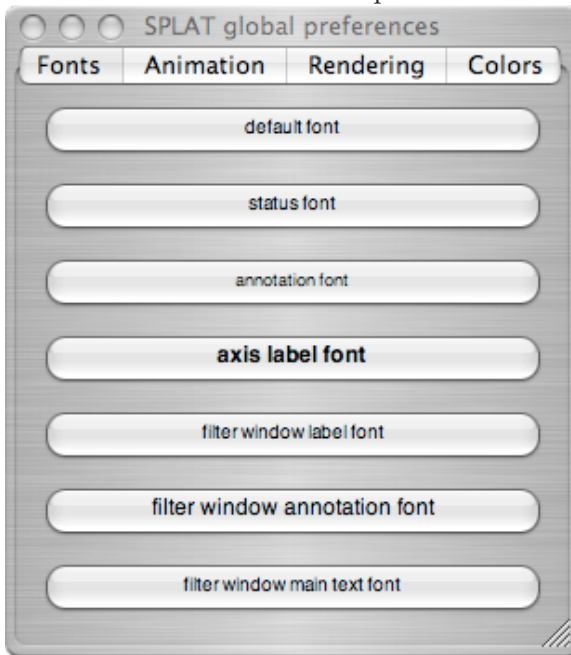 SPLAT global preferences
Fonts Animation Rendering Colors
default font
status font
annotation font
axis label font
filter window label font
filter window annotation font
filter window main text font